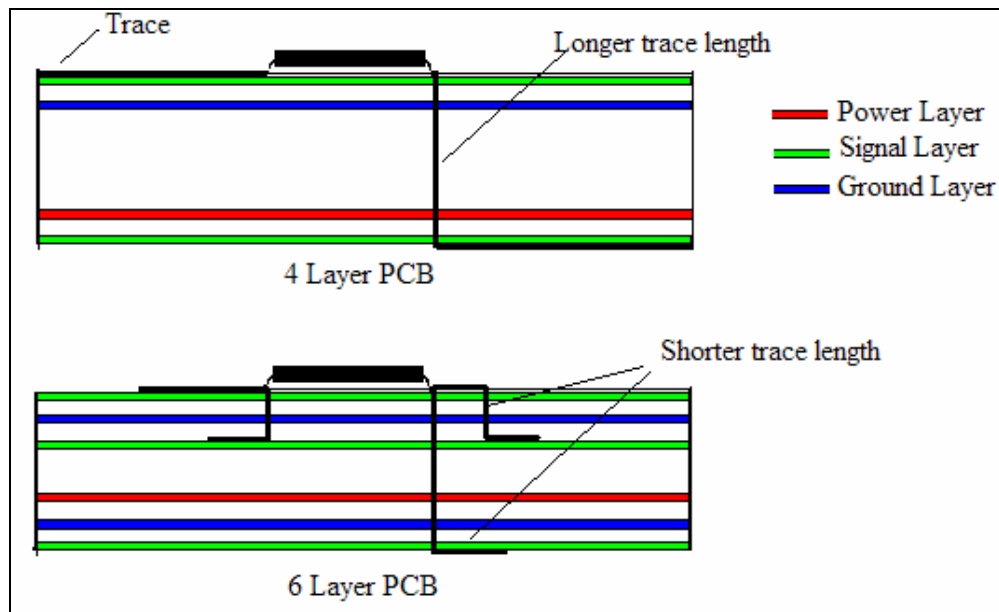 Trace
Longer trace length
Power Layer
Signal Layer
Ground Layer
4 Layer PCB
Shorter trace length
6 Layer PCB